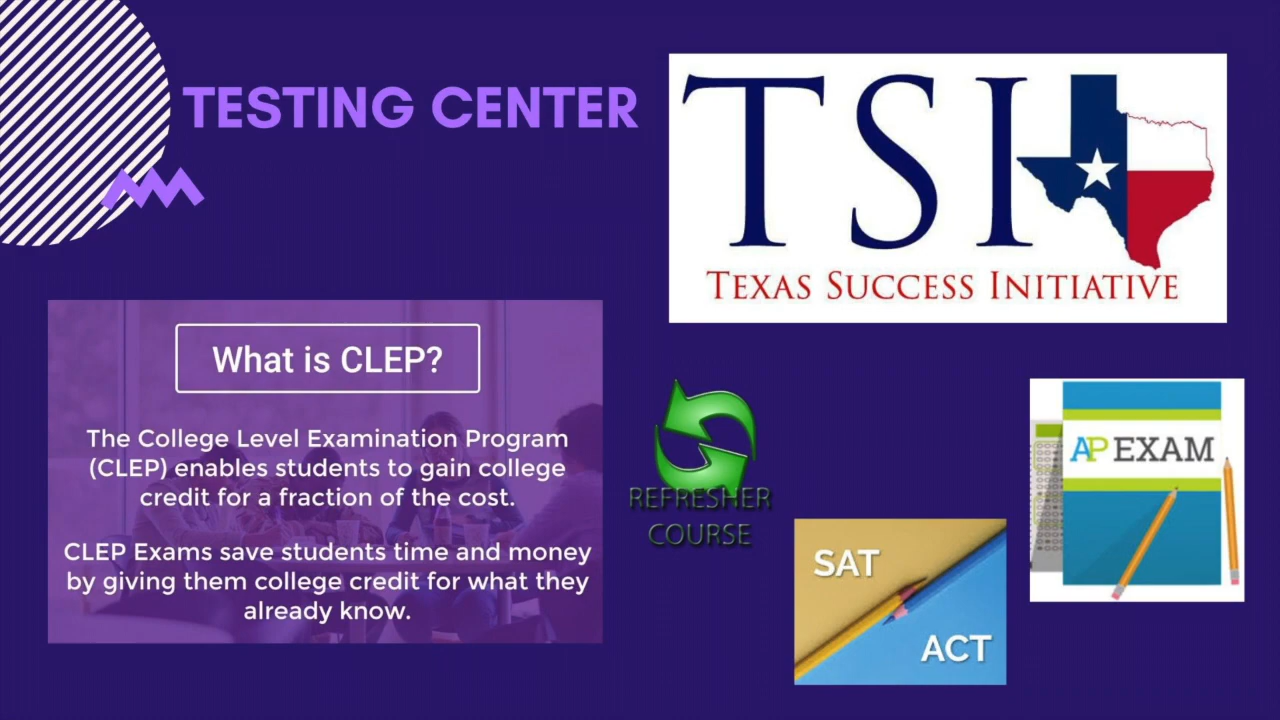 TESTING CENTER
TSI
TEXAS SUCCESS INITIATIVE
What is CLEP?
The College Level Examination Program
(CLEP) enables students to gain college
credit for a fraction of the cost.
CLEP Exams save students time and money
by giving them college credit for what they
already know.
REFRESHER
COURSE
AP EXAM
SAT
ACT